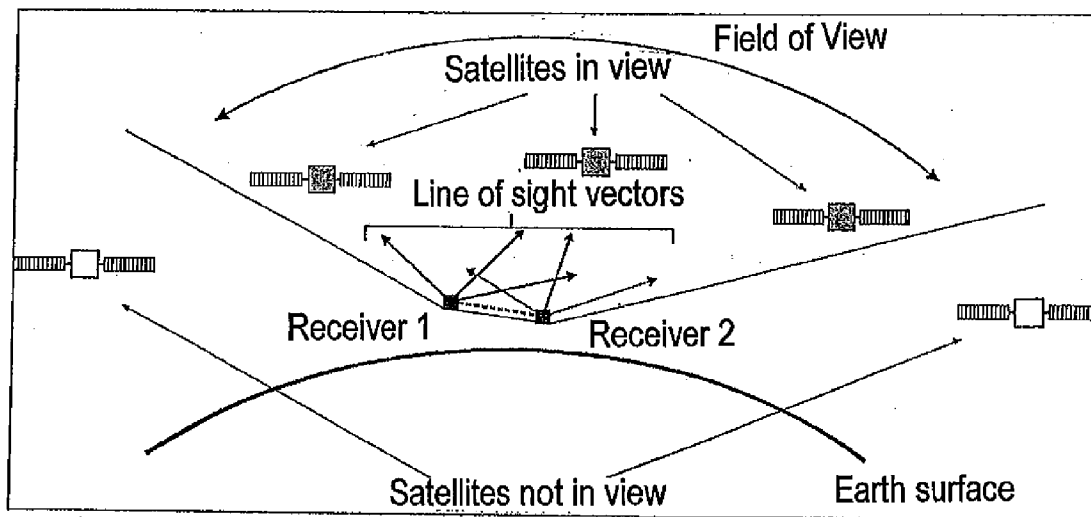 Field of View
Satellites in view
Line of sight vectors
Receiver 1
Receiver 2
Satellites not in view
Earth surface